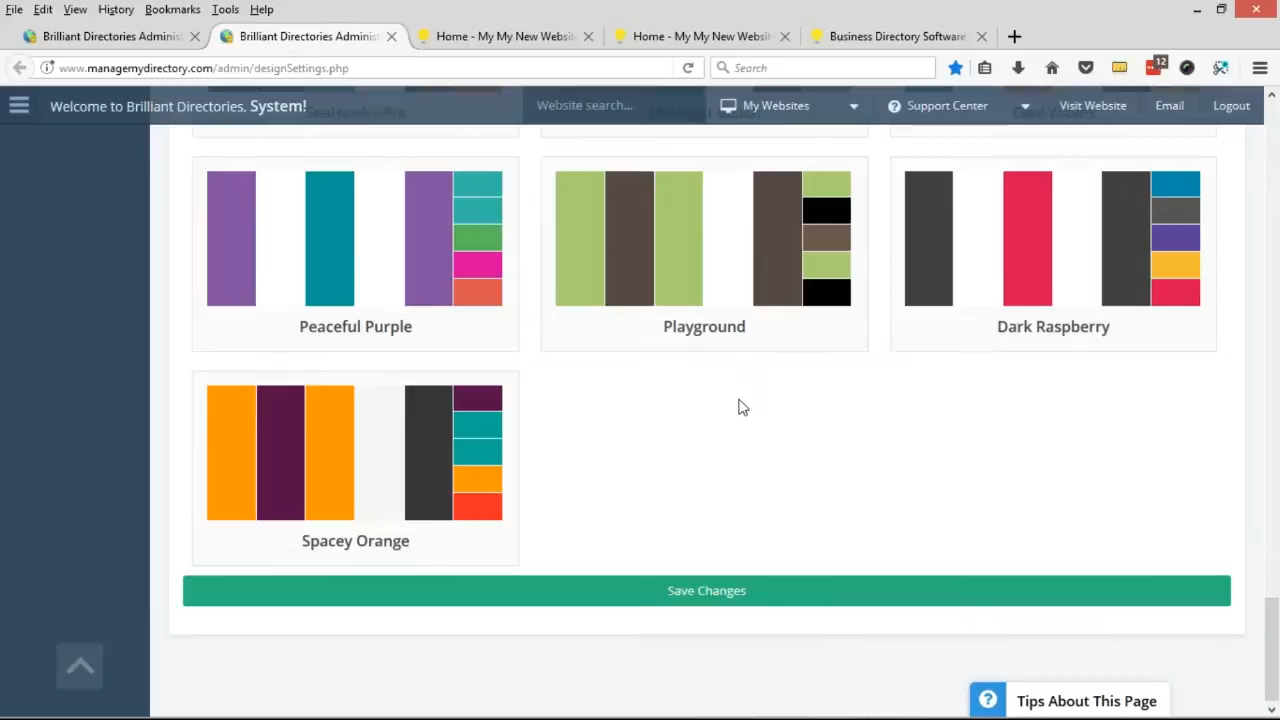 File Edit View History Bookmarks Tools Help
Brilliant Directories Administ
Brilliant Directories Adminis
Home - My My New Websit
Home - My My New Websit
Business Directory Software
www.managemydirectory.com/admin/designSettings.php
Search
12
Welcome to Brilliant Directories. System!
Website search...
My Websites
Support Center
Visit Website
Email
Logout
Peaceful Purple
Playground
Dark Raspberry
Spacey Orange
Save Changes
? Tips About This Page